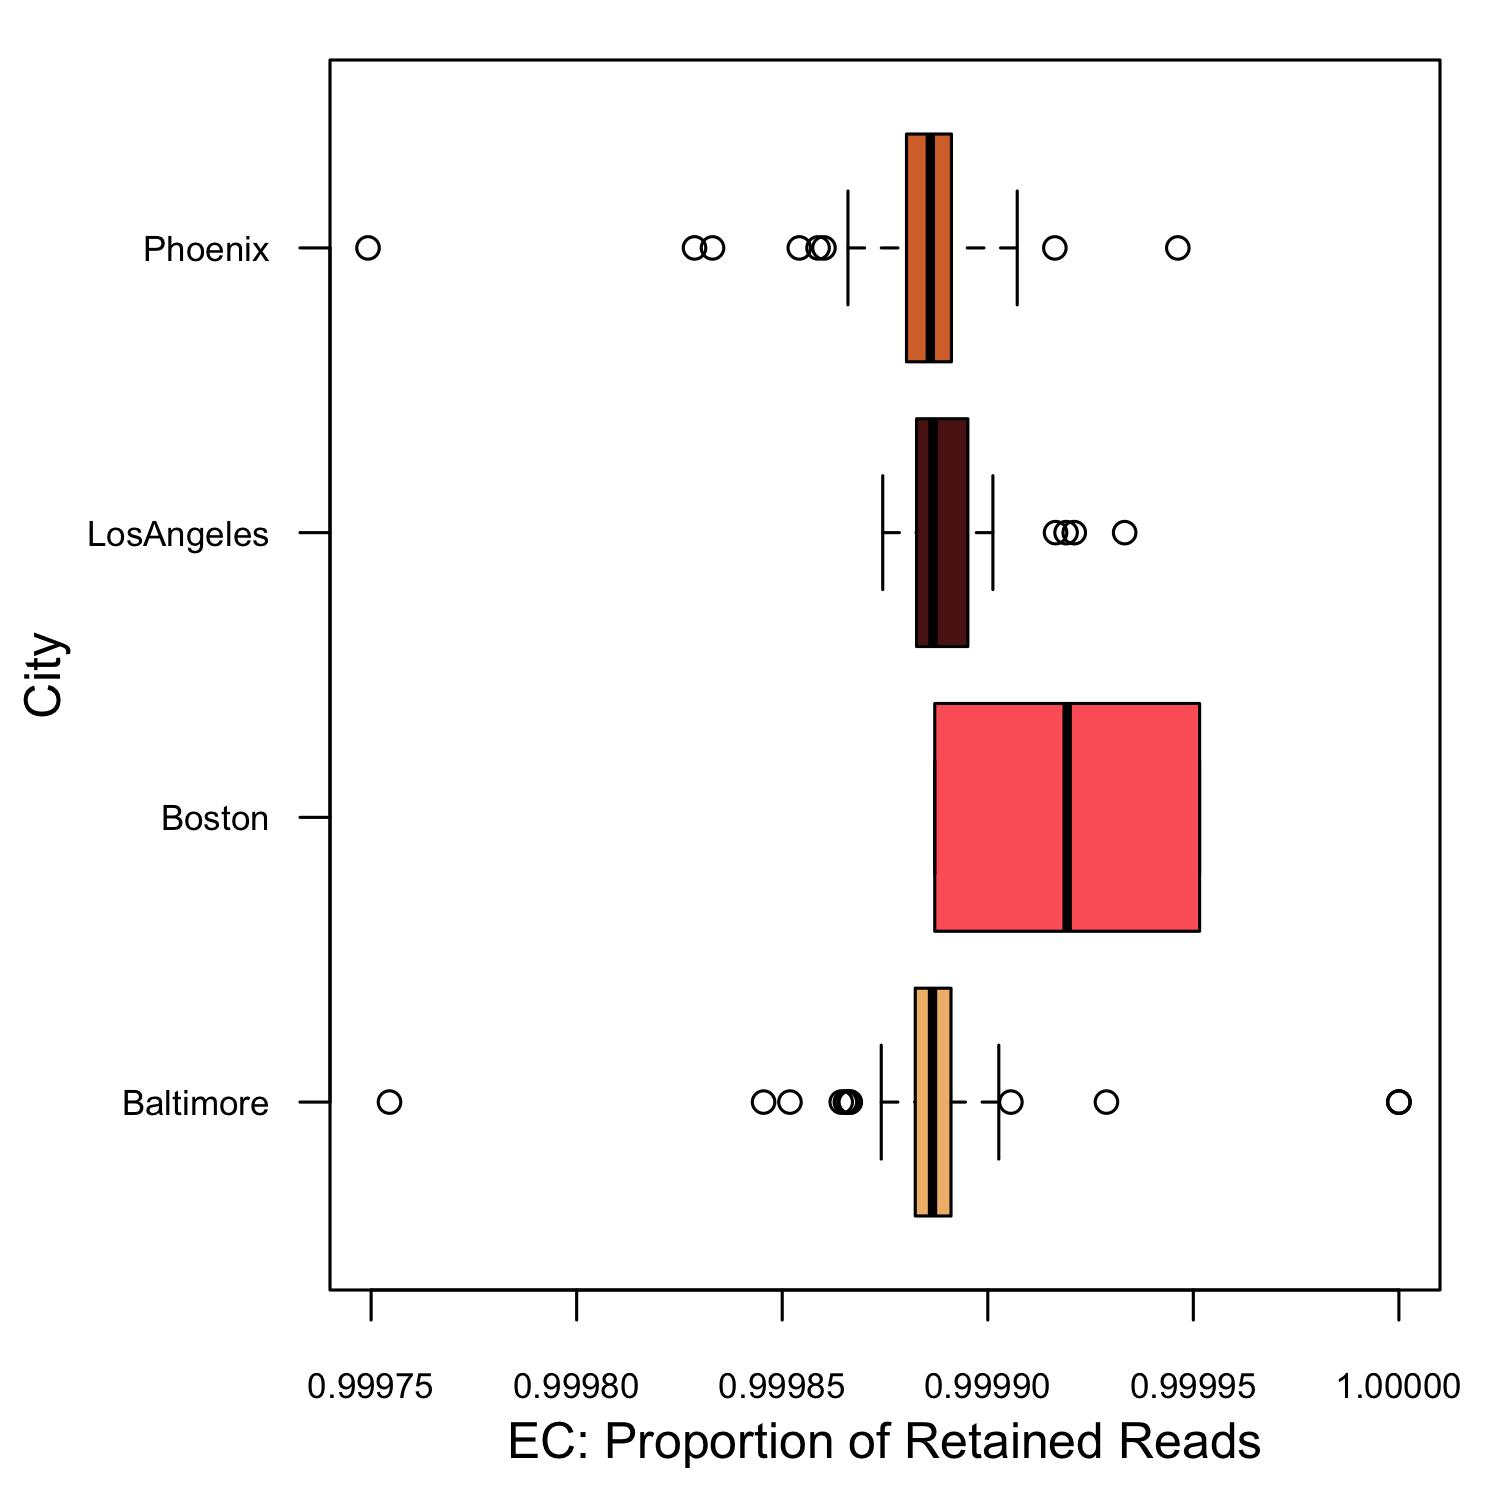 Phoenix
LosAngeles
City
Boston
Baltimore
0.99975 0.99980 0.99985 0.99990 0.99995 1.00000
EC: Proportion of Retained Reads